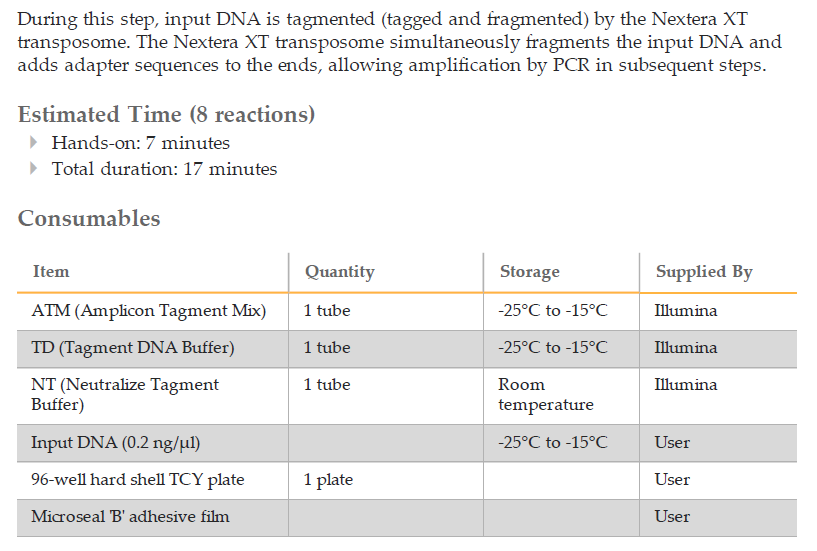 During this step, input DNA is tagmented (tagged and fragmented) by the Nextera XT
transposome. The Nextera XT transposome simultaneously fragments the input DNA and
adds adapter sequences to the ends, allowing amplification by PCR in subsequent steps.
Estimated Time (8 reactions)
Hands-on: 7 minutes
Total duration: 17 minutes
Consumables
Item Quantity Storage Supplied By
ATM (Amplicon Tagment Mix) 1 tube -25°C to -15°C Illumina
TD (Tagment DNA Buffer) 1 tube -25°C to -15°C Illumina
NT (Neutralize Tagment 1 tube Room Illumina
Buffer) temperature
Input DNA (0.2 ng/µl) -25°C to -15°C User
96-well hard shell TCY plate 1 plate User
Microseal 'B' adhesive film User